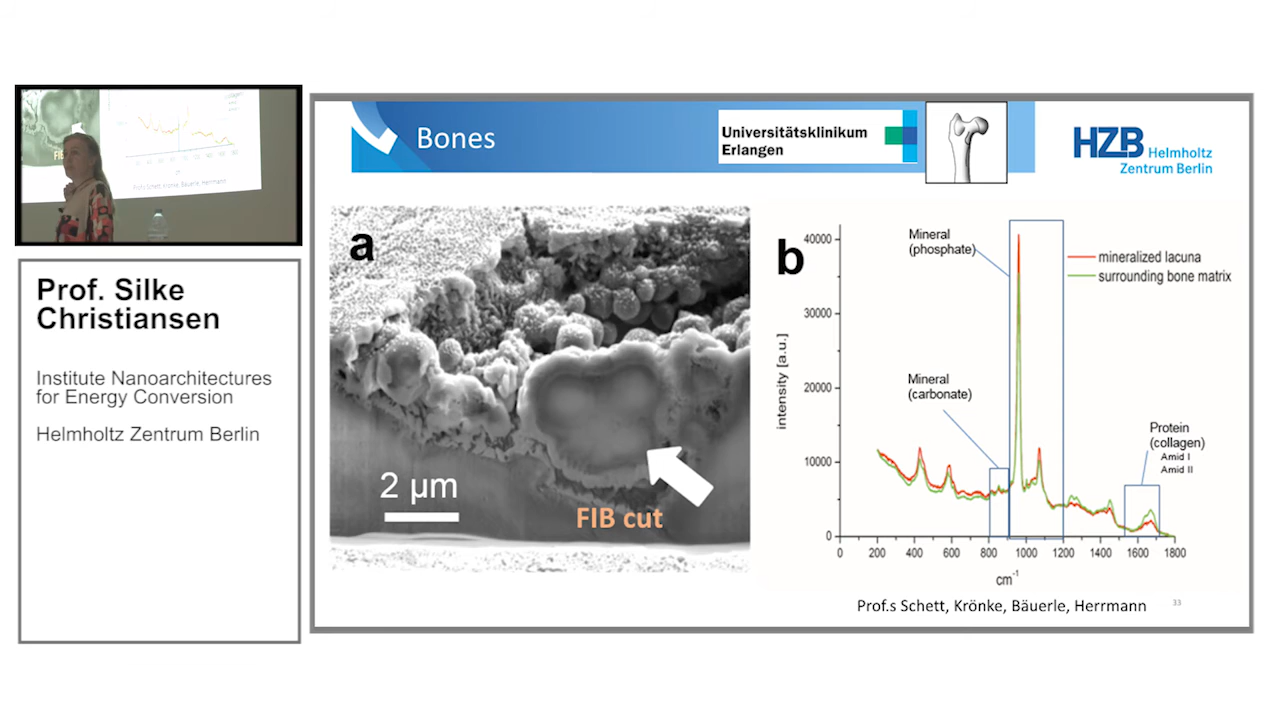 Prof. Silke
Christiansen
Institute Nanoarchitectures
for Energy Conversion
Helmholtz Zentrum Berlin
Bones
Universitätsklinikum
Erlangen
HZB Helmholtz
Zentrum Berlin
a
2 µm
FIB cut
b
Mineral
(phosphate)
mineralized lacuna
surrounding bone matrix
Mineral
(carbonate)
Protein
(collagen)
Amid I
Amid II
intensity [a.u.]
40000
30000
20000
10000
0
0 200 400 600 800 1000 1200 1400 1600 1800
cm-1
Prof.s Schett, Krönke, Bäuerle, Herrmann
33